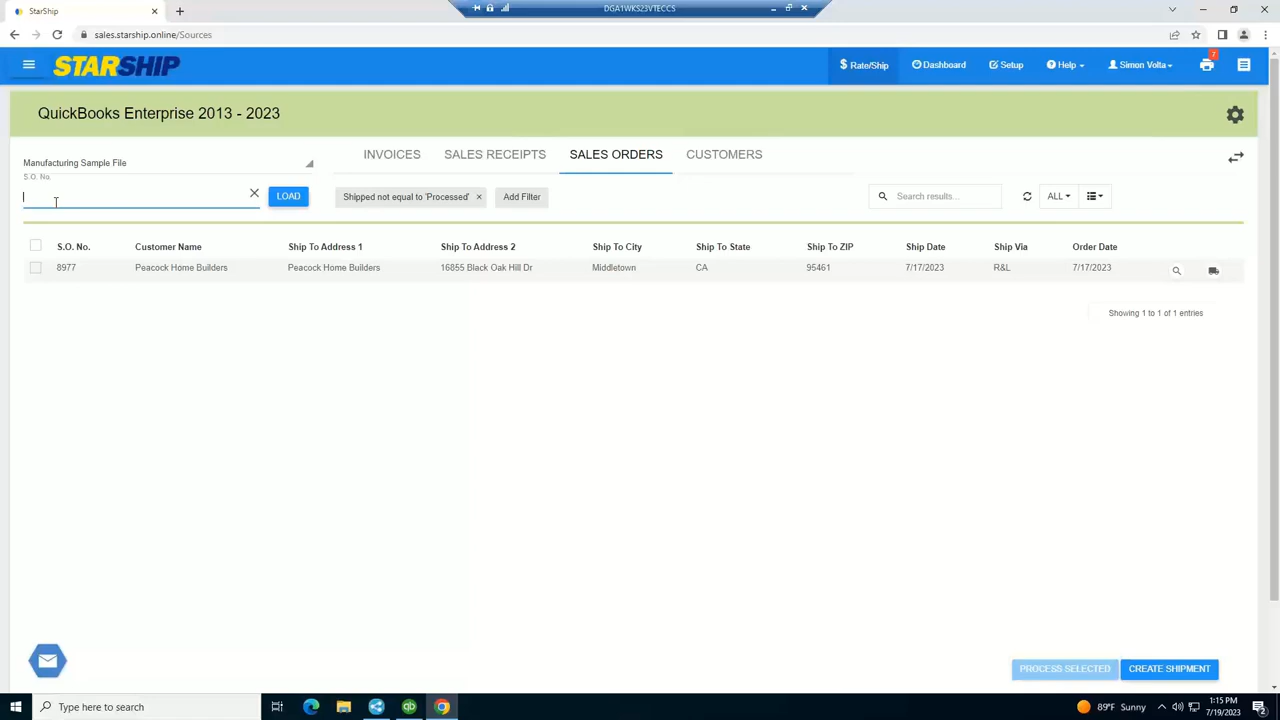 StarShip
DGA1WKS23VTECCS
sales.starship.online/Sources
STARSHIP
$ Rate/Ship
Dashboard
Setup
Help
Simon Volta
7
QuickBooks Enterprise 2013 - 2023
Manufacturing Sample File
S.O. No.
LOAD
INVOICES
SALES RECEIPTS
SALES ORDERS
CUSTOMERS
Shipped not equal to 'Processed' ×
Add Filter
Search results...
ALL
S.O. No. Customer Name Ship To Address 1 Ship To Address 2 Ship To City Ship To State Ship To ZIP Ship Date Ship Via Order Date
8977 Peacock Home Builders Peacock Home Builders 16855 Black Oak Hill Dr Middletown CA 95461 7/17/2023 R&L 7/17/2023
Showing 1 to 1 of 1 entries
PROCESS SELECTED
CREATE SHIPMENT
Type here to search
qb
89°F Sunny
1:15 PM
7/19/2023
2